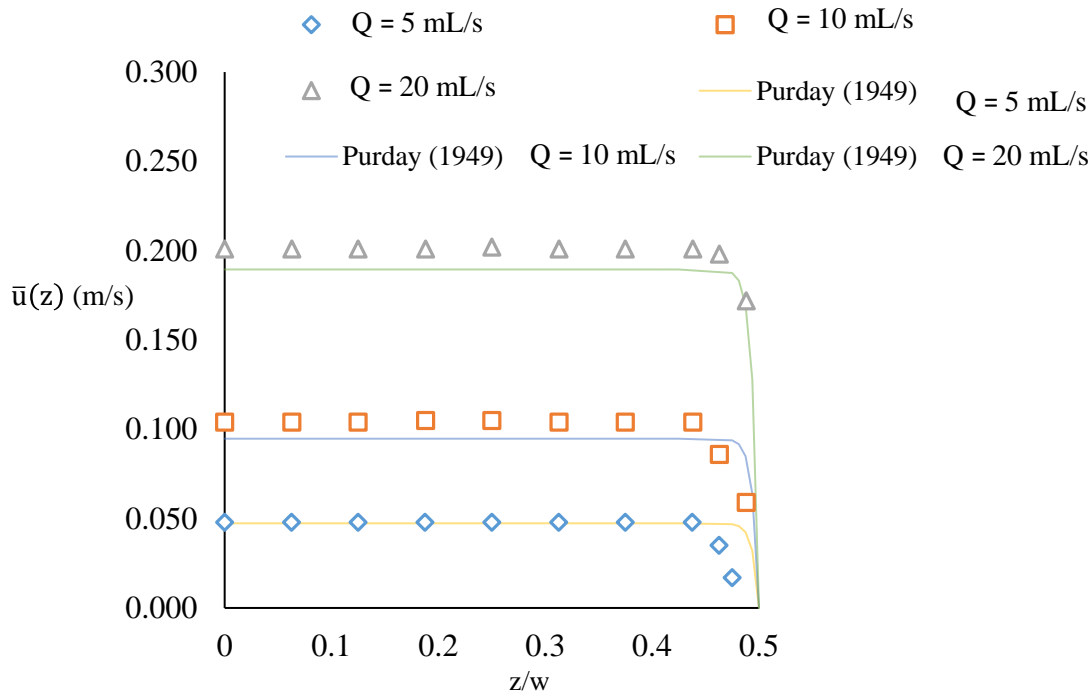 Q = 5 mL/s
Q = 10 mL/s
Q = 20 mL/s
Purday (1949) Q = 5 mL/s
Purday (1949) Q = 10 mL/s
Purday (1949) Q = 20 mL/s
0.300
0.250
0.200
0.150
0.100
0.050
0.000
ū(z) (m/s)
0 0.1 0.2 0.3 0.4 0.5
z/w